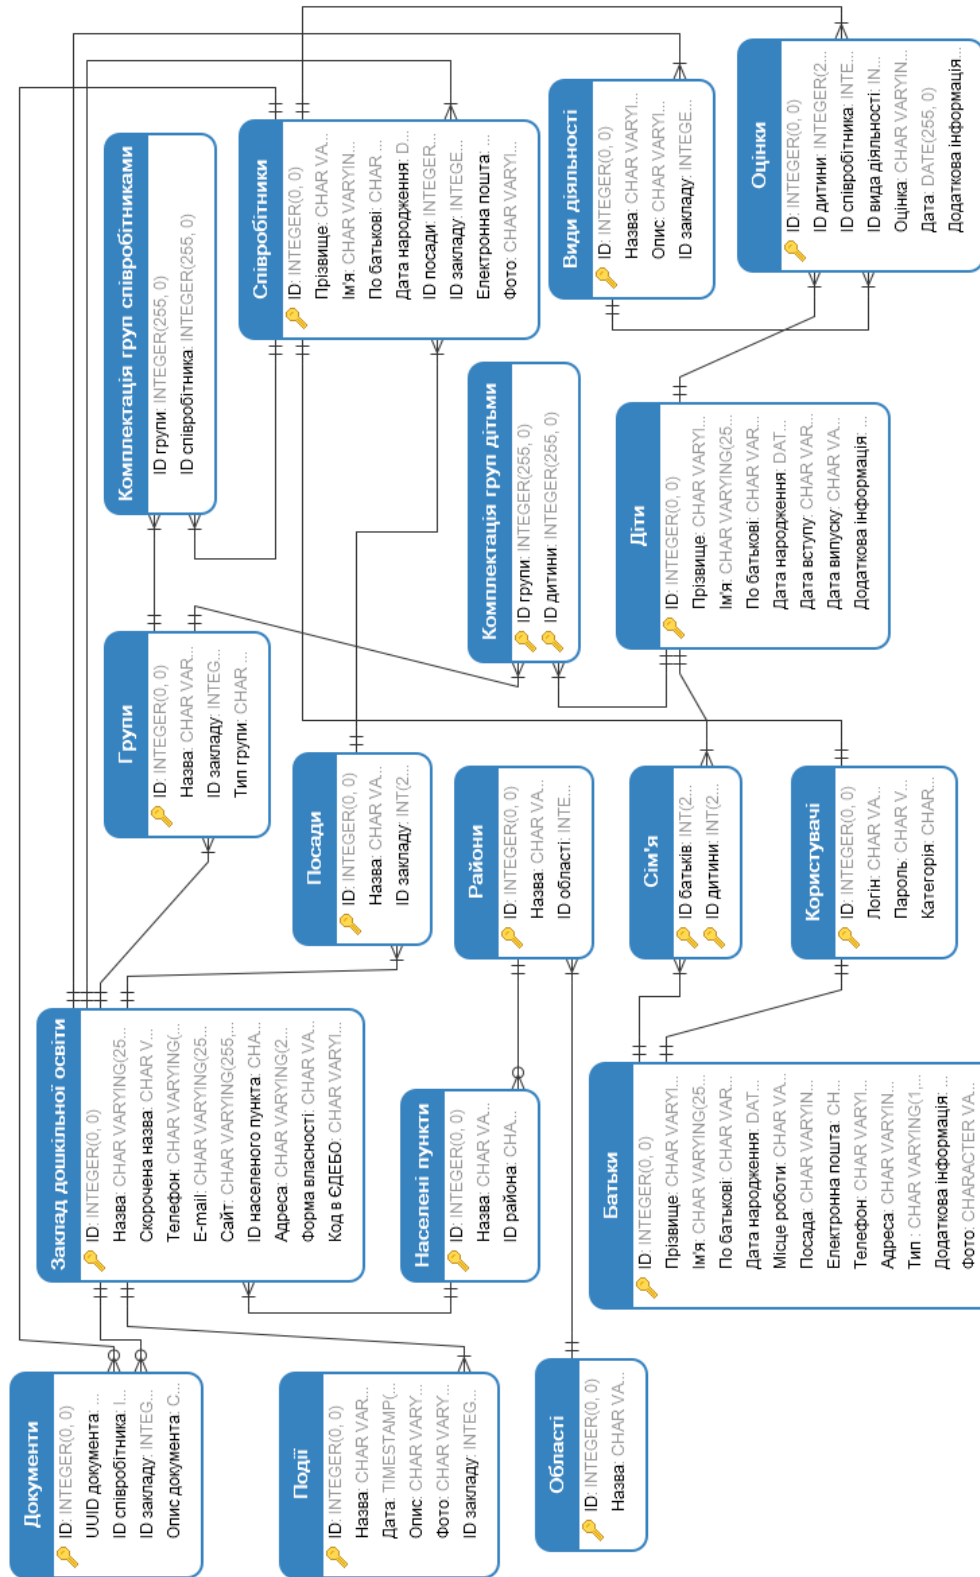 Документи
ID: INTEGER(0, 0)
UUID документа: ...
ID співробітника: I...
ID закладу: INTEG...
Опис документа: C...
Заклад дошкільної освіти
ID: INTEGER(0, 0)
Назва: CHAR VARYING(25...
Скорочена назва: CHAR V...
Телефон: CHAR VARYING(...
E-mail: CHAR VARYING(25...
Сайт: CHAR VARYING(255,...
ID населеного пункта: CHA...
Адреса: CHAR VARYING(2...
Форма власності: CHAR VA...
Код в ЄДЕБО: CHAR VARYI...
Групи
ID: INTEGER(0, 0)
Назва: CHAR VAR...
ID закладу: INTEG...
Тип групи: CHAR ...
Комплектація груп співробітниками
ID групи: INTEGER(255, 0)
ID співробітника: INTEGER(255, 0)
Співробітники
ID: INTEGER(0, 0)
Прізвище: CHAR VA...
Ім'я: CHAR VARYIN...
По батькові: CHAR ...
Дата народження: D...
ID посади: INTEGER...
ID закладу: INTEGE...
Електронна пошта: ...
Фото: CHAR VARYI...
Події
ID: INTEGER(0, 0)
Назва: CHAR VAR...
Дата: TIMESTAMP(...
Опис: CHAR VARY...
Фото: CHAR VARY...
ID закладу: INTEG...
Населені пункти
ID: INTEGER(0, 0)
Назва: CHAR VA...
ID района: CHA...
Посади
ID: INTEGER(0, 0)
Назва: CHAR VA...
ID закладу: INT(2...
Райони
ID: INTEGER(0, 0)
Назва: CHAR VA...
ID області: INTE...
Комплектація груп дітьми
ID групи: INTEGER(255, 0)
ID дитини: INTEGER(255, 0)
Види діяльності
ID: INTEGER(0, 0)
Назва: CHAR VARYI...
Опис: CHAR VARYI...
ID закладу: INTEGE...
Області
ID: INTEGER(0, 0)
Назва: CHAR VA...
Батьки
ID: INTEGER(0, 0)
Прізвище: CHAR VARYI...
Ім'я: CHAR VARYING(25...
По батькові: CHAR VAR...
Дата народження: DAT...
Місце роботи: CHAR VA...
Посада: CHAR VARYIN...
Електронна пошта: CH...
Телефон: CHAR VARYI...
Адреса: CHAR VARYIN...
Тип : CHAR VARYING(1,...
Додаткова інформація: ...
Фото: CHARACTER VA...
Сім'я
ID батьків: INT(2...
ID дитини: INT(2...
Користувачі
ID: INTEGER(0, 0)
Логін: CHAR VA...
Пароль: CHAR V...
Категорія: CHAR...
Діти
ID: INTEGER(0, 0)
Прізвище: CHAR VARYI...
Ім'я: CHAR VARYING(25...
По батькові: CHAR VAR...
Дата народження: DAT...
Дата вступу: CHAR VAR...
Дата випуску: CHAR VA...
Додаткова інформація: ...
Оцінки
ID: INTEGER(0, 0)
ID дитини: INTEGER(2...
ID співробітника: INTE...
ID вида діяльності: IN...
Оцінка: CHAR VARYIN...
Дата: DATE(255, 0)
Додаткова інформація...